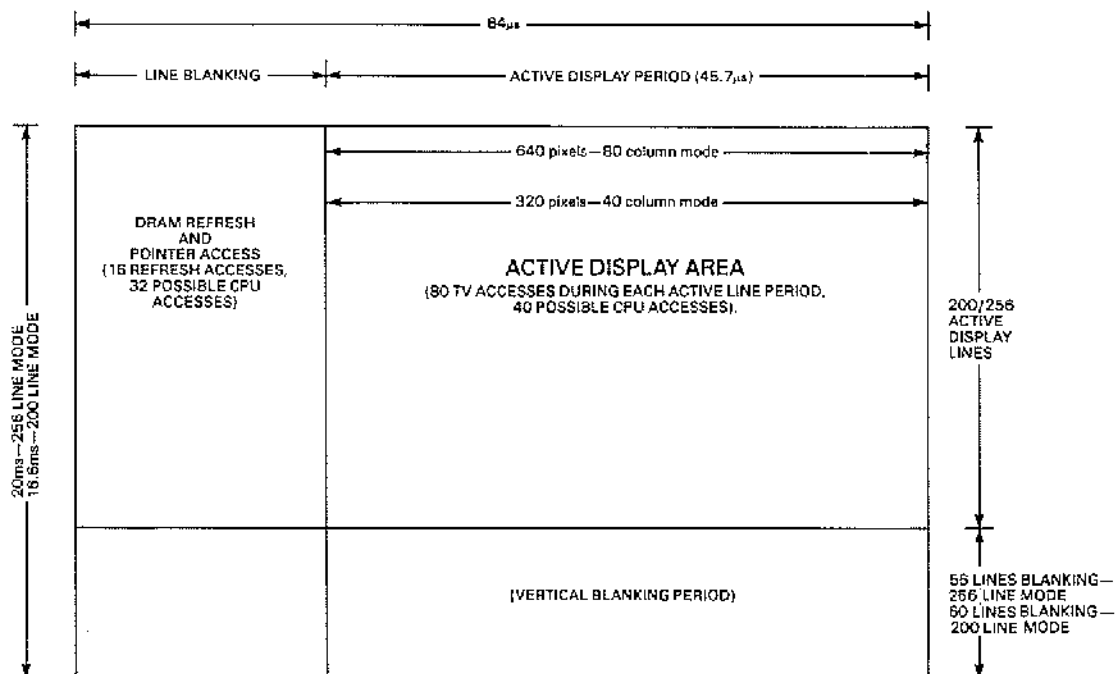 64µs
LINE BLANKING
ACTIVE DISPLAY PERIOD (45.7µs)
640 pixels—80 column mode
320 pixels—40 column mode
DRAM REFRESH
AND
POINTER ACCESS
(16 REFRESH ACCESSES,
32 POSSIBLE CPU
ACCESSES)
ACTIVE DISPLAY AREA
(80 TV ACCESSES DURING EACH ACTIVE LINE PERIOD,
40 POSSIBLE CPU ACCESSES).
200/256
ACTIVE
DISPLAY
LINES
20ms—256 LINE MODE
16.6ms—200 LINE MODE
(VERTICAL BLANKING PERIOD)
56 LINES BLANKING—
256 LINE MODE
60 LINES BLANKING—
200 LINE MODE